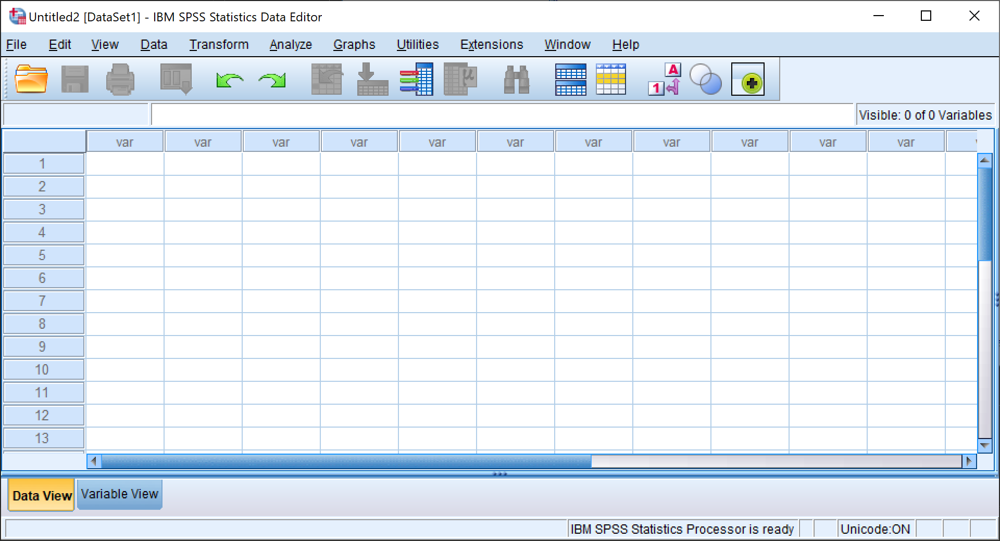 Untitled2 [DataSet1] - IBM SPSS Statistics Data Editor
File Edit View Data Transform Analyze Graphs Utilities Extensions Window Help
A
1
μ
Visible: 0 of 0 Variables
var var var var var var var var var var var
1
2
3
4
5
6
7
8
9
10
11
12
13
Data View Variable View
IBM SPSS Statistics Processor is ready Unicode:ON